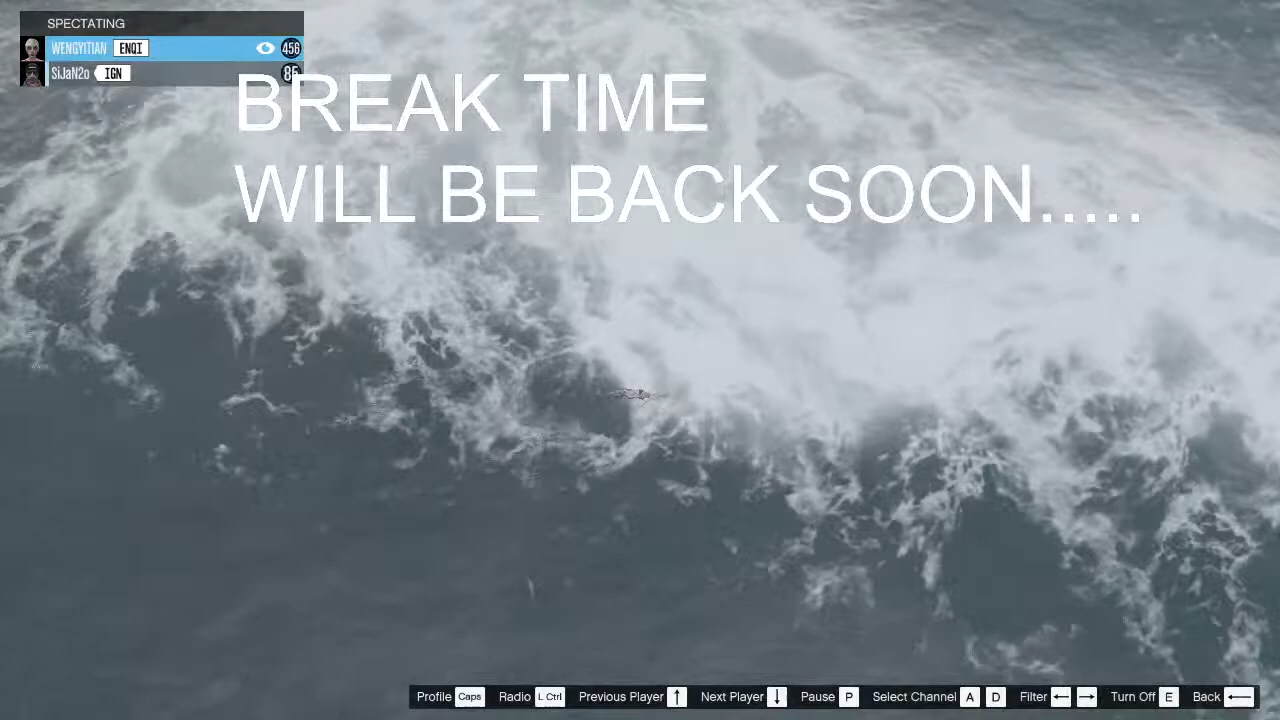 SPECTATING
WENGYITIAN ENQI 456
SiJaN2o IGN 86
BREAK TIME
WILL BE BACK SOON.....
Profile Caps Radio L Ctrl Previous Player ↑ Next Player ↓ Pause P Select Channel A D Filter ← → Turn Off E Back ←